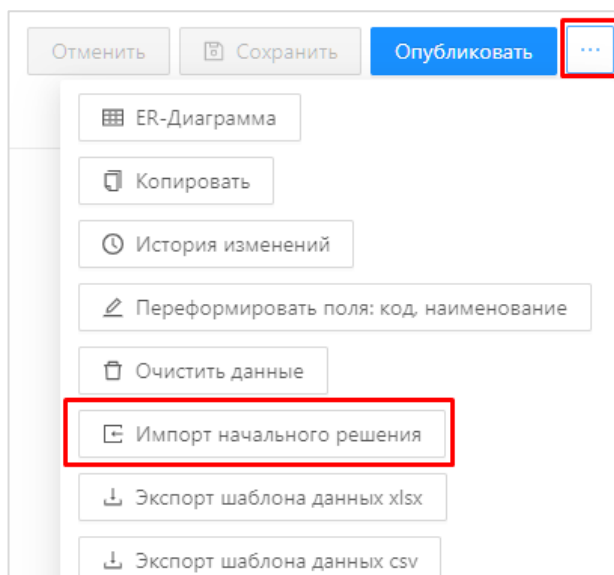 Отменить Сохранить Опубликовать ...
ER-Диаграмма
Копировать
История изменений
Переформировать поля: код, наименование
Очистить данные
Импорт начального решения
Экспорт шаблона данных xlsx
Экспорт шаблона данных csv